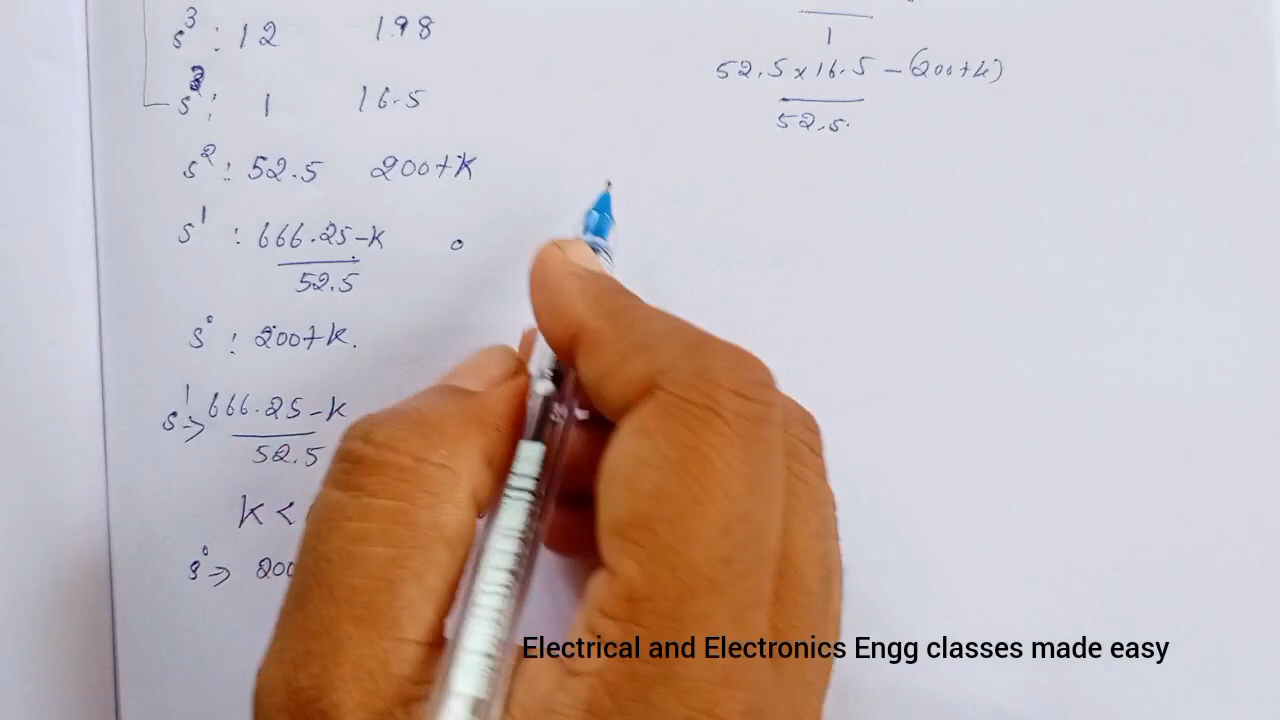 s³ : 12 198
s³ : 1 16.5
s² : 52.5 200+K
s¹ : 666.25-K 0
52.5
s⁰ : 200+K.
s¹ ⇒ 666.25-K
52.5
K <
s⁰ ⇒ 200
1
52.5 x 16.5 - (200+K)
52.5.
Electrical and Electronics Engg classes made easy